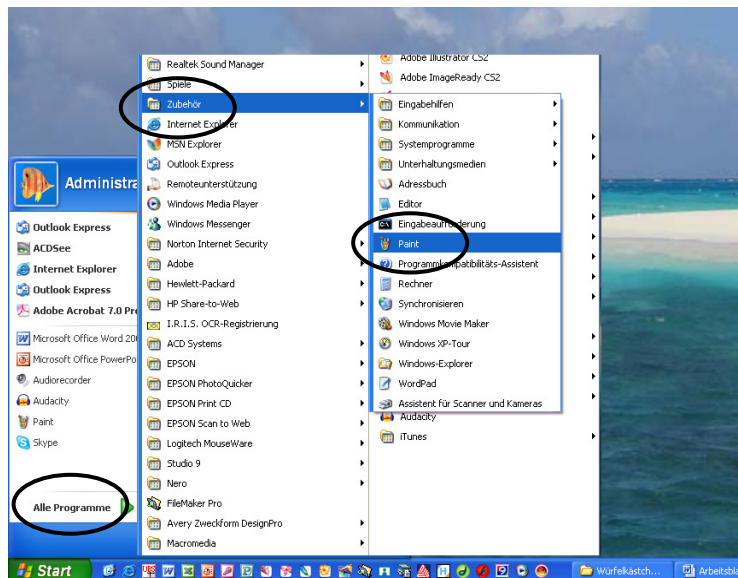 Administra
Outlook Express
ACDSee
Internet Explorer
Outlook Express
Adobe Acrobat 7.0 Pr
Microsoft Office Word 20
Microsoft Office PowerPo
Audiorecorder
Audacity
Paint
Skype
Alle Programme
Realtek Sound Manager
Spiele
Zubehör
Internet Explorer
MSN Explorer
Outlook Express
Remoteunterstützung
Windows Media Player
Windows Messenger
Norton Internet Security
Adobe
Hewlett-Packard
HP Share-to-Web
I.R.I.S. OCR-Registrierung
ACD Systems
EPSON
EPSON PhotoQuicker
EPSON Print CD
EPSON Scan to Web
Logitech MouseWare
Studio 9
Nero
FileMaker Pro
Avery Zweckform DesignPro
Macromedia
Adobe Illustrator CS2
Adobe ImageReady CS2
Eingabehilfen
Kommunikation
Systemprogramme
Unterhaltungsmedien
Adressbuch
Editor
Eingabeaufforderung
Paint
Programmkompatibilitäts-Assistent
Rechner
Synchronisieren
Windows Movie Maker
Windows XP-Tour
Windows-Explorer
WordPad
Assistent für Scanner und Kameras
Audacity
iTunes
Start
Würfelkästch...
Arbeitsbla